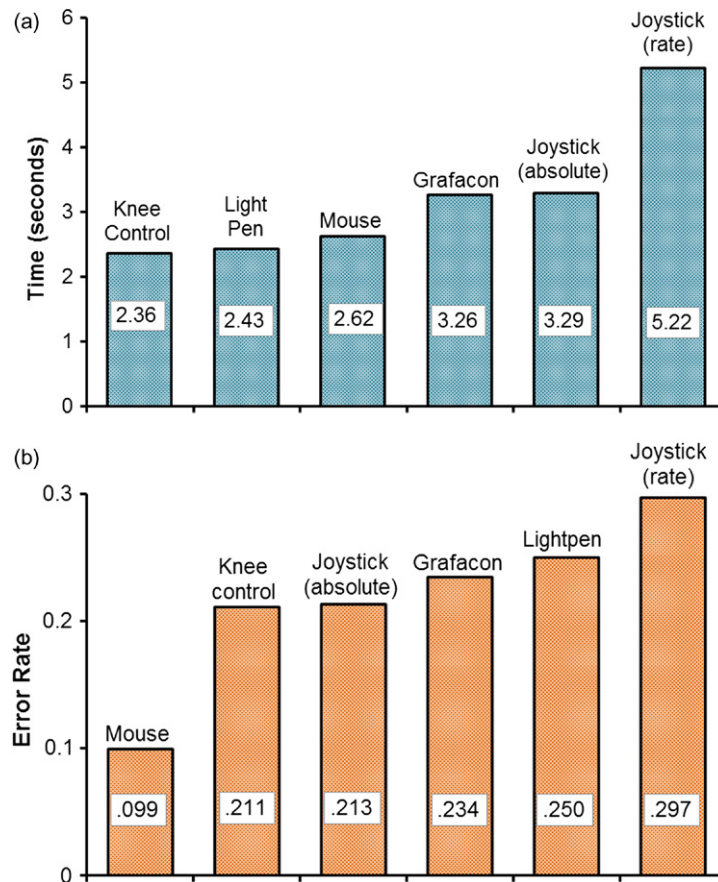 (a)
Time (seconds)
6
5
4
3
2
1
0
Knee
Control
Light
Pen
Mouse
Grafacon
Joystick
(absolute)
Joystick
(rate)
2.36
2.43
2.62
3.26
3.29
5.22
(b)
Error Rate
0.3
0.2
0.1
0
Mouse
Knee
control
Joystick
(absolute)
Grafacon
Lightpen
Joystick
(rate)
.099
.211
.213
.234
.250
.297